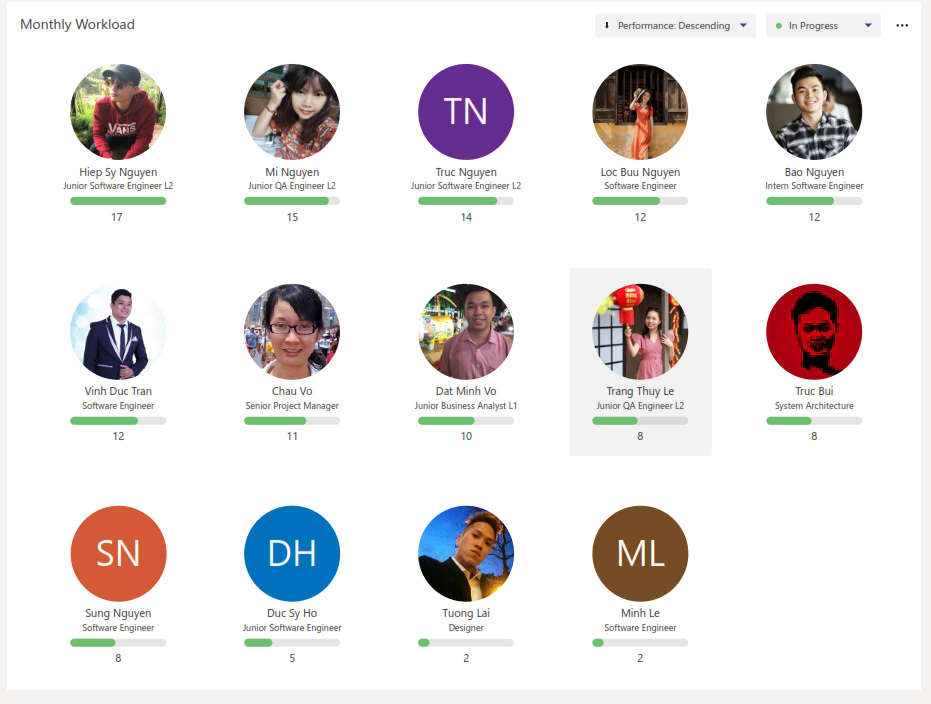 Monthly Workload
Performance: Descending
In Progress
TN
VANS
Hiep Sy Nguyen
Junior Software Engineer L2
17
Mi Nguyen
Junior QA Engineer L2
15
Truc Nguyen
Junior Software Engineer L2
14
Loc Buu Nguyen
Software Engineer
12
Bao Nguyen
Intern Software Engineer
12
Vinh Duc Tran
Software Engineer
12
Chau Vo
Senior Project Manager
11
Dat Minh Vo
Junior Business Analyst L1
10
Trang Thuy Le
Junior QA Engineer L2
8
Truc Bui
System Architecture
8
SN
Sung Nguyen
Software Engineer
8
DH
Duc Sy Ho
Junior Software Engineer
5
Tuong Lai
Designer
2
ML
Minh Le
Software Engineer
2